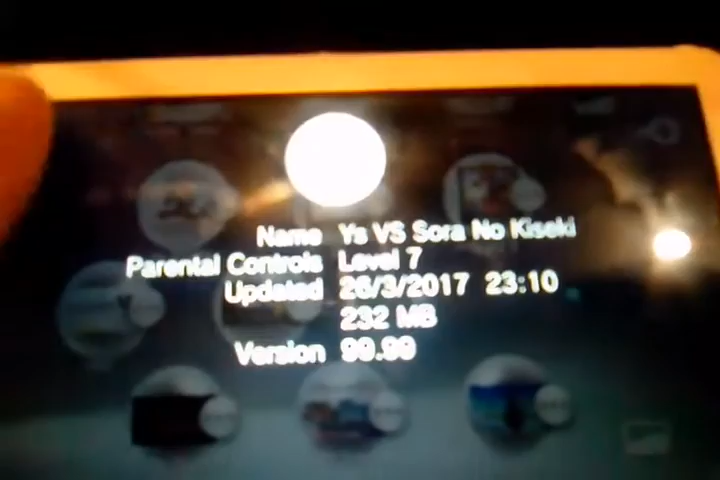 Name Ys VS Sora No Kiseki
Parental Controls Level 7
Updated 26/3/2017 23:10
232 MB
Version 99.99